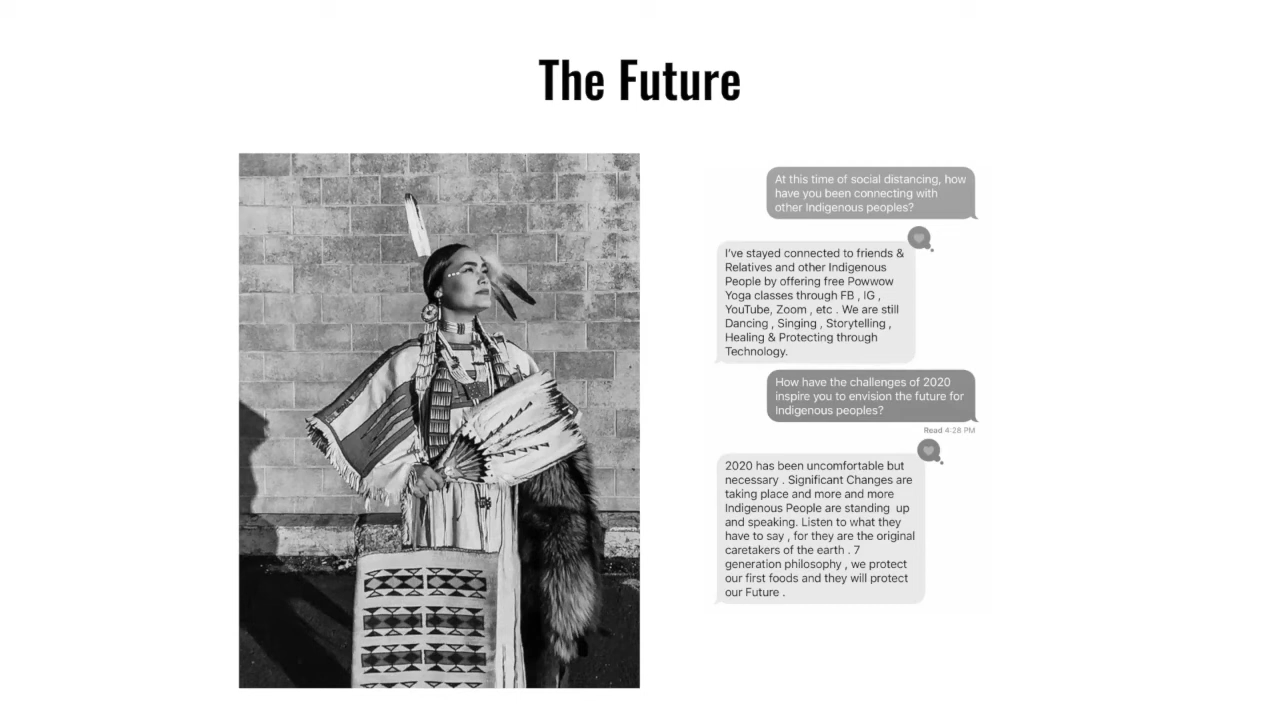 The Future
At this time of social distancing, how
have you been connecting with
other Indigenous peoples?
I've stayed connected to friends &
Relatives and other Indigenous
People by offering free Powwow
Yoga classes through FB , IG ,
YouTube, Zoom , etc . We are still
Dancing , Singing , Storytelling ,
Healing & Protecting through
Technology.
How have the challenges of 2020
inspire you to envision the future for
Indigenous peoples?
Read 4:28 PM
2020 has been uncomfortable but
necessary . Significant Changes are
taking place and more and more
Indigenous People are standing up
and speaking. Listen to what they
have to say , for they are the original
caretakers of the earth . 7
generation philosophy , we protect
our first foods and they will protect
our Future .